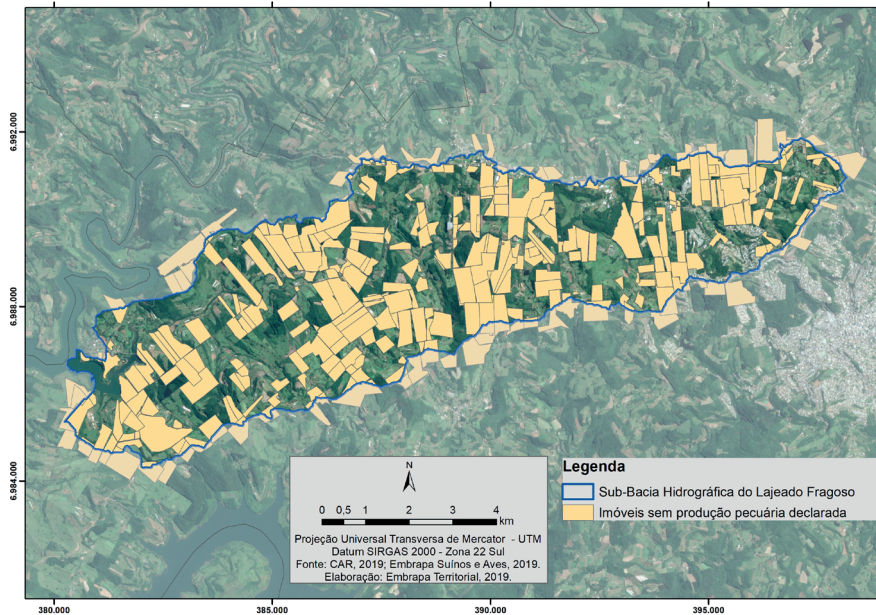 6.992.000
6.988.000
6.984.000
N
0 0,5 1 2 3 4
km
Projeção Universal Transversa de Mercator - UTM
Datum SIRGAS 2000 - Zona 22 Sul
Fonte: CAR, 2019; Embrapa Suínos e Aves, 2019.
Elaboração: Embrapa Territorial, 2019.
Legenda
Sub-Bacia Hidrográfica do Lajeado Fragoso
Imóveis sem produção pecuária declarada
380.000 385.000 390.000 395.000